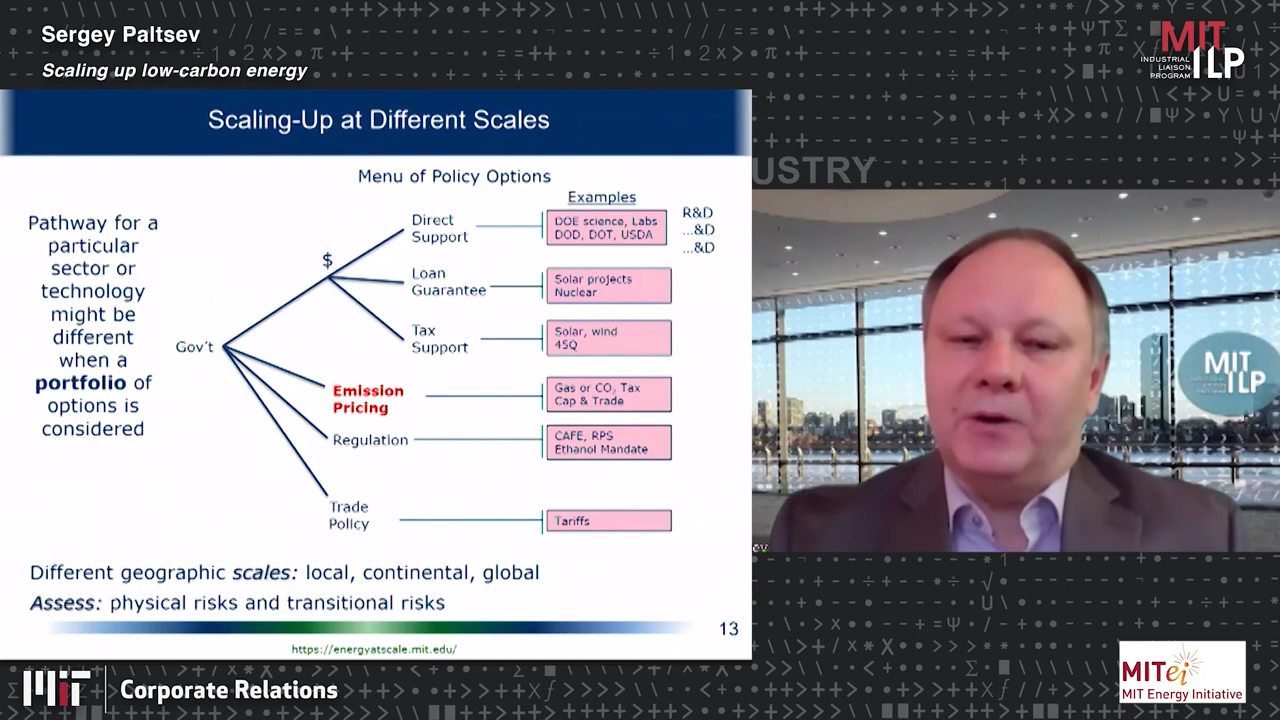 Sergey Paltsev
Scaling up low-carbon energy
MIT
INDUSTRIAL
LIAISON
PROGRAM
ILP
USTRY
Scaling-Up at Different Scales
Menu of Policy Options
Examples
Pathway for a
particular
sector or
technology
might be
different
when a
portfolio of
options is
considered
Gov't
$
Direct
Support
DOE science, Labs
DOD, DOT, USDA
R&D
...&D
...&D
Loan
Guarantee
Solar projects
Nuclear
Tax
Support
Solar, wind
45Q
Emission
Pricing
Gas or CO₂ Tax
Cap & Trade
Regulation
CAFE, RPS
Ethanol Mandate
Trade
Policy
Tariffs
Different geographic scales: local, continental, global
Assess: physical risks and transitional risks
13
https://energyatscale.mit.edu/
MIT
ILP
ev
MIT
Corporate Relations
MITei
MIT Energy Initiative